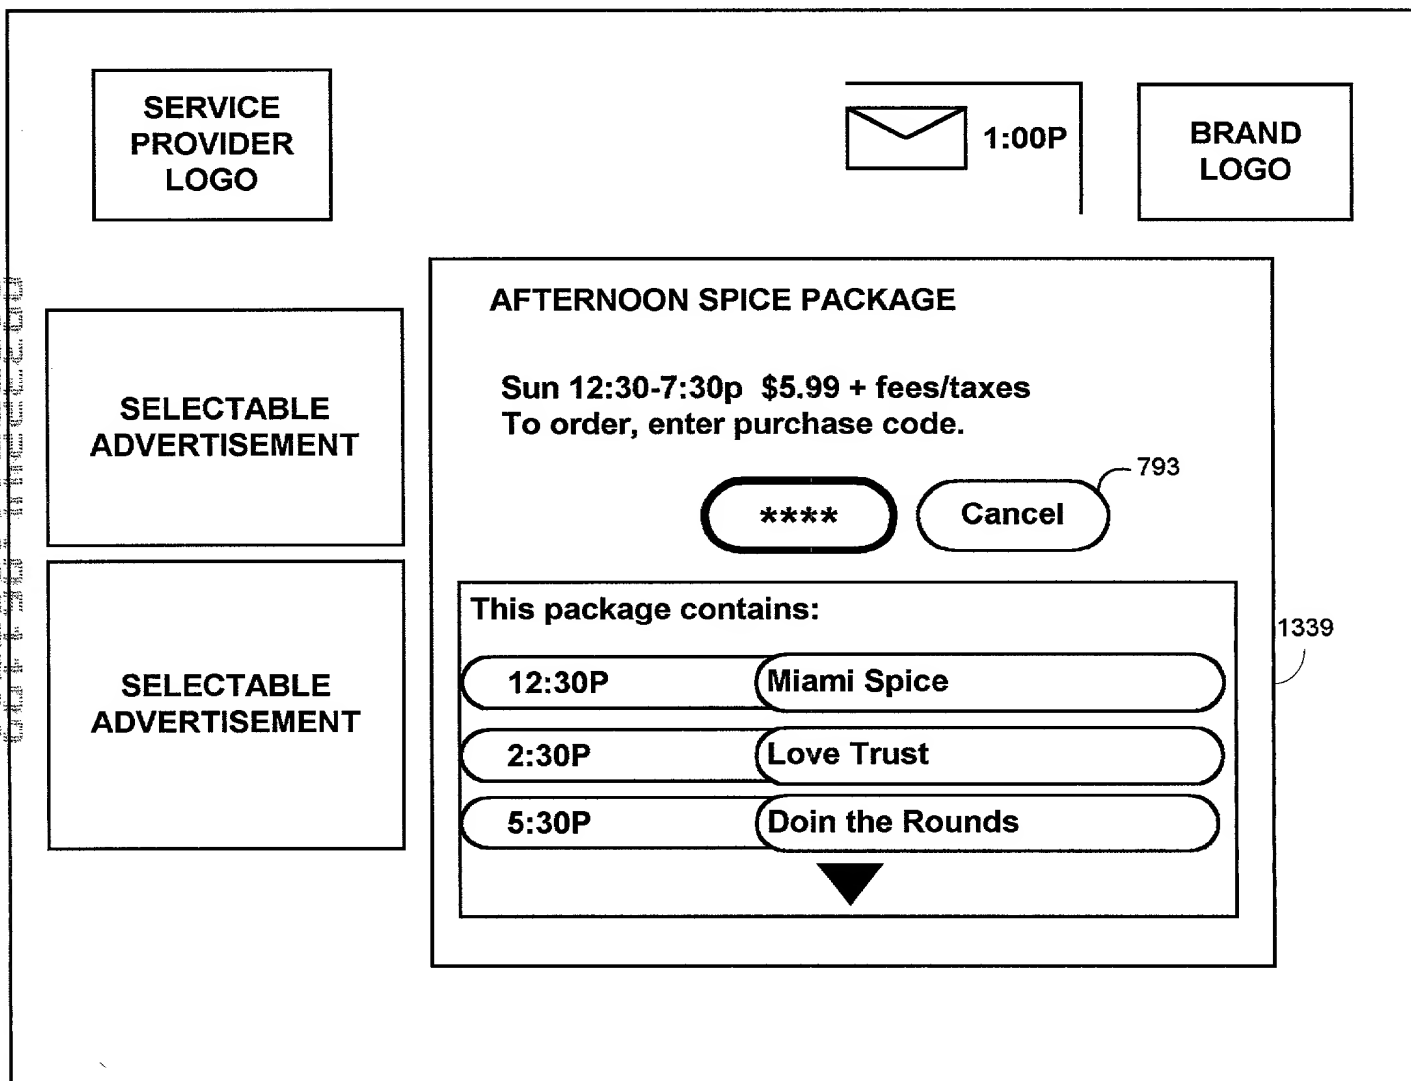 SERVICE
PROVIDER
LOGO
1:00P
BRAND
LOGO
AFTERNOON SPICE PACKAGE
Sun 12:30-7:30p $5.99 + fees/taxes
To order, enter purchase code.
SELECTABLE
ADVERTISEMENT
793
**** Cancel
This package contains:
1339
12:30P Miami Spice
SELECTABLE
ADVERTISEMENT
2:30P Love Trust
5:30P Doin the Rounds